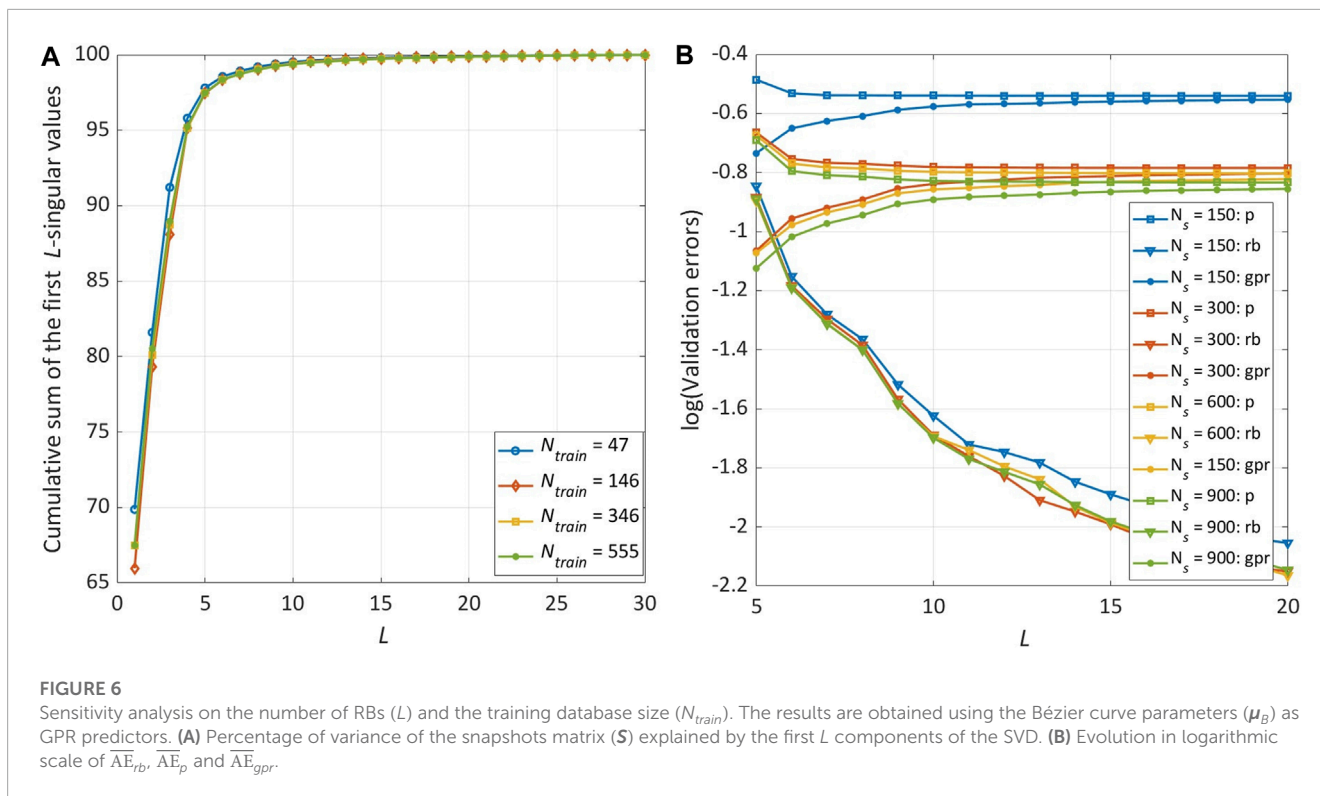 A
Cumulative sum of the first L-singular values
100
95
90
85
80
75
70
65
0
5
10
15
20
25
30
L
N_train = 47
N_train = 146
N_train = 346
N_train = 555
B
log(Validation errors)
-0.4
-0.6
-0.8
-1
-1.2
-1.4
-1.6
-1.8
-2
-2.2
5
10
15
20
L
N_s = 150: p
N_s = 150: rb
N_s = 150: gpr
N_s = 300: p
N_s = 300: rb
N_s = 300: gpr
N_s = 600: p
N_s = 600: rb
N_s = 150: gpr
N_s = 900: p
N_s = 900: rb
N_s = 900: gpr
FIGURE 6
Sensitivity analysis on the number of RBs (L) and the training database size (N_train). The results are obtained using the Bézier curve parameters (μ_B) as
GPR predictors. (A) Percentage of variance of the snapshots matrix (S) explained by the first L components of the SVD. (B) Evolution in logarithmic
scale of A̅E̅_rb, A̅E̅_p and A̅E̅_gpr.